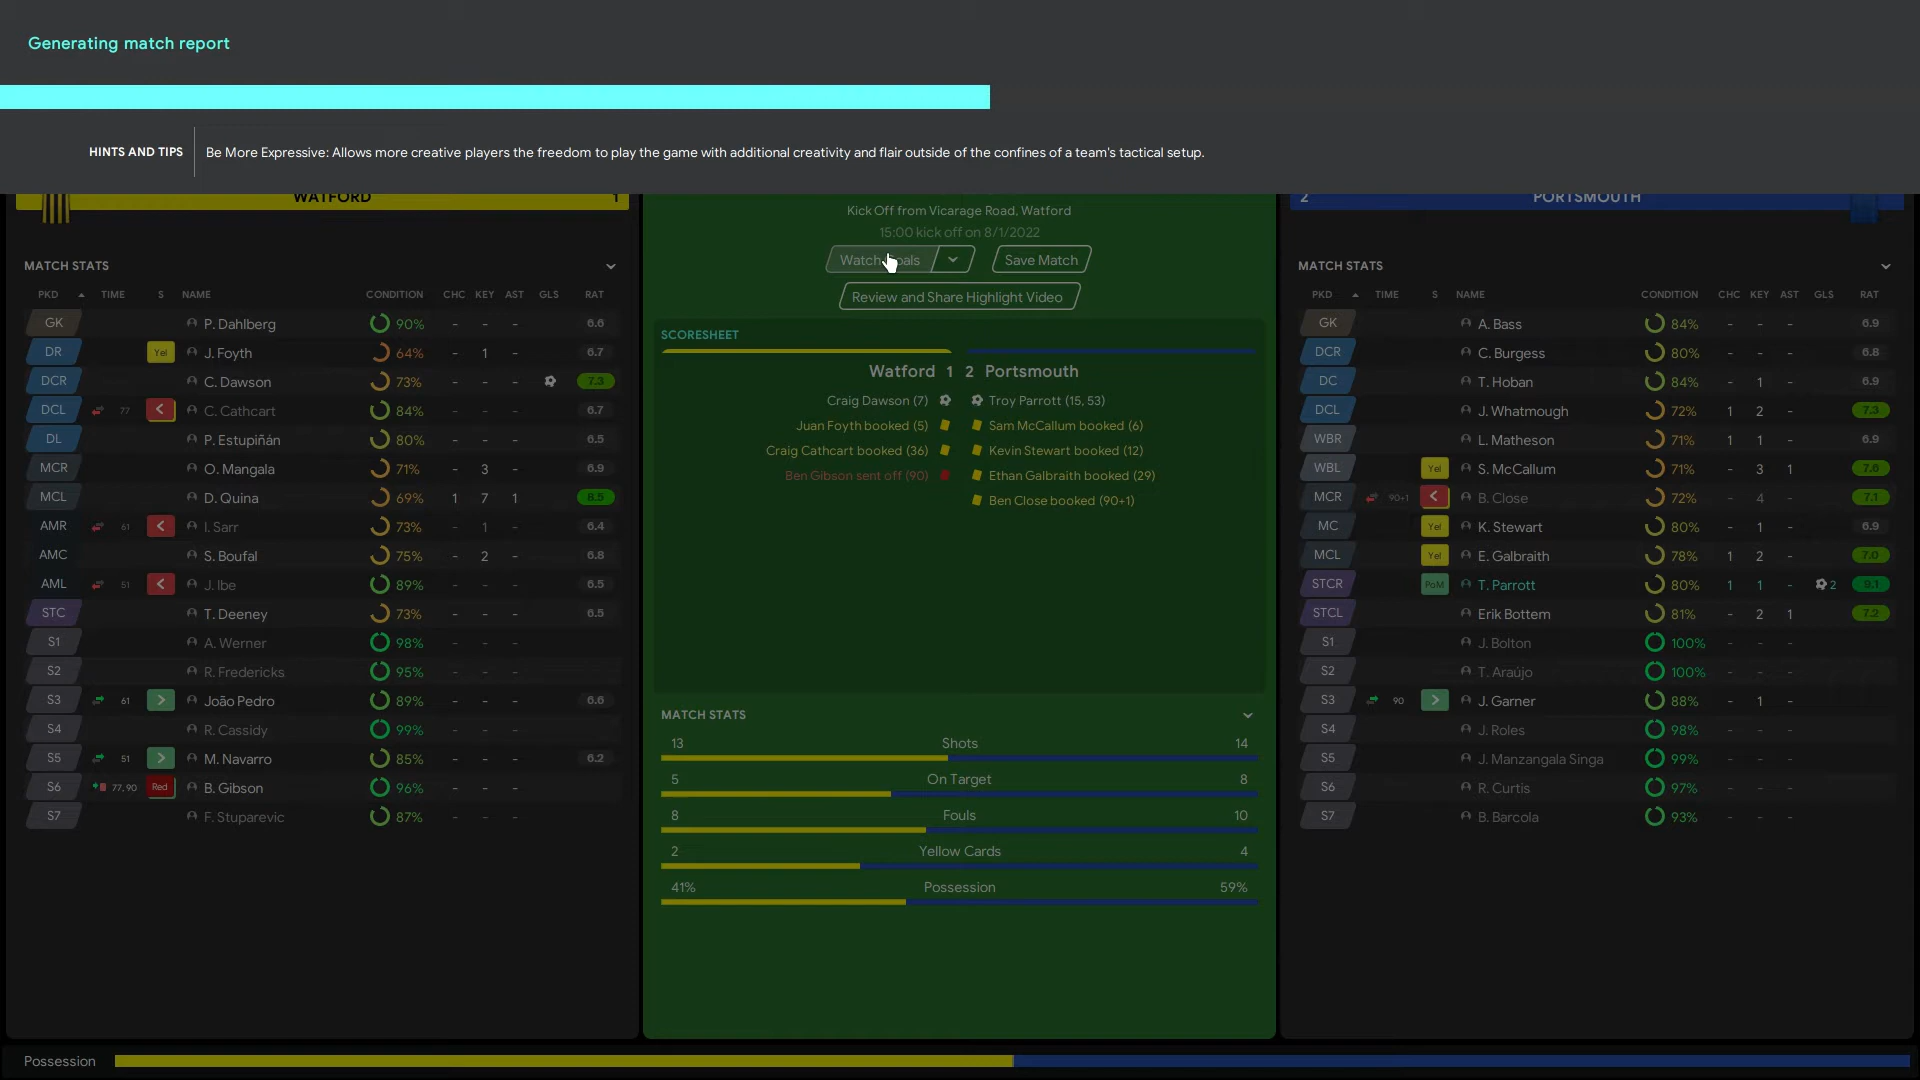 Generating match report
HINTS AND TIPS
Be More Expressive: Allows more creative players the freedom to play the game with additional creativity and flair outside of the confines of a team's tactical setup.
WATFORD 1
2 PORTSMOUTH
Kick Off from Vicarage Road, Watford
15:00 kick off on 8/1/2022
Watch Goals
Save Match
Review and Share Highlight Video
MATCH STATS
PKD TIME S NAME CONDITION CHC KEY AST GLS RAT
GK P. Dahlberg 90% - - - 6.6
DR Yel J. Foyth 64% - 1 - 6.7
DCR C. Dawson 73% - - - 7.3
DCL 77 C. Cathcart 84% - - - 6.7
DL P. Estupiñán 80% - - - 6.5
MCR O. Mangala 71% - 3 - 6.9
MCL D. Quina 69% 1 7 1 8.5
AMR 61 I. Sarr 73% - 1 - 6.4
AMC S. Boufal 75% - 2 - 6.8
AML 51 J. Ibe 89% - - - 6.5
STC T. Deeney 73% - - - 6.5
S1 A. Werner 98% - - -
S2 R. Fredericks 95% - - -
S3 61 João Pedro 89% - - - 6.6
S4 R. Cassidy 99% - - -
S5 51 M. Navarro 85% - - - 6.2
S6 77,90 Red B. Gibson 96% - - -
S7 F. Stuparevic 87% - - -
SCORESHEET
Watford 1 2 Portsmouth
Craig Dawson (7) Troy Parrott (15, 53)
Juan Foyth booked (5) Sam McCallum booked (6)
Craig Cathcart booked (36) Kevin Stewart booked (12)
Ben Gibson sent off (90) Ethan Galbraith booked (29)
Ben Close booked (90+1)
MATCH STATS
13 Shots 14
5 On Target 8
8 Fouls 10
2 Yellow Cards 4
41% Possession 59%
MATCH STATS
PKD TIME S NAME CONDITION CHC KEY AST GLS RAT
GK A. Bass 84% - - - 6.9
DCR C. Burgess 80% - - - 6.8
DC T. Hoban 84% - 1 - 6.9
DCL J. Whatmough 72% 1 2 - 7.3
WBR L. Matheson 71% 1 1 - 6.9
WBL Yel S. McCallum 71% - 3 1 7.6
MCR 90+1 B. Close 72% - 4 - 7.1
MC Yel K. Stewart 80% - 1 - 6.9
MCL Yel E. Galbraith 78% 1 2 - 7.0
STCR PoM T. Parrott 80% 1 1 - 2 9.1
STCL Erik Bottem 81% - 2 1 7.2
S1 J. Bolton 100% - - -
S2 T. Araújo 100% - - -
S3 90 J. Garner 88% - 1 -
S4 J. Roles 98% - - -
S5 J. Manzangala Singa 99% - - -
S6 R. Curtis 97% - - -
S7 B. Barcola 93% - - -
Possession